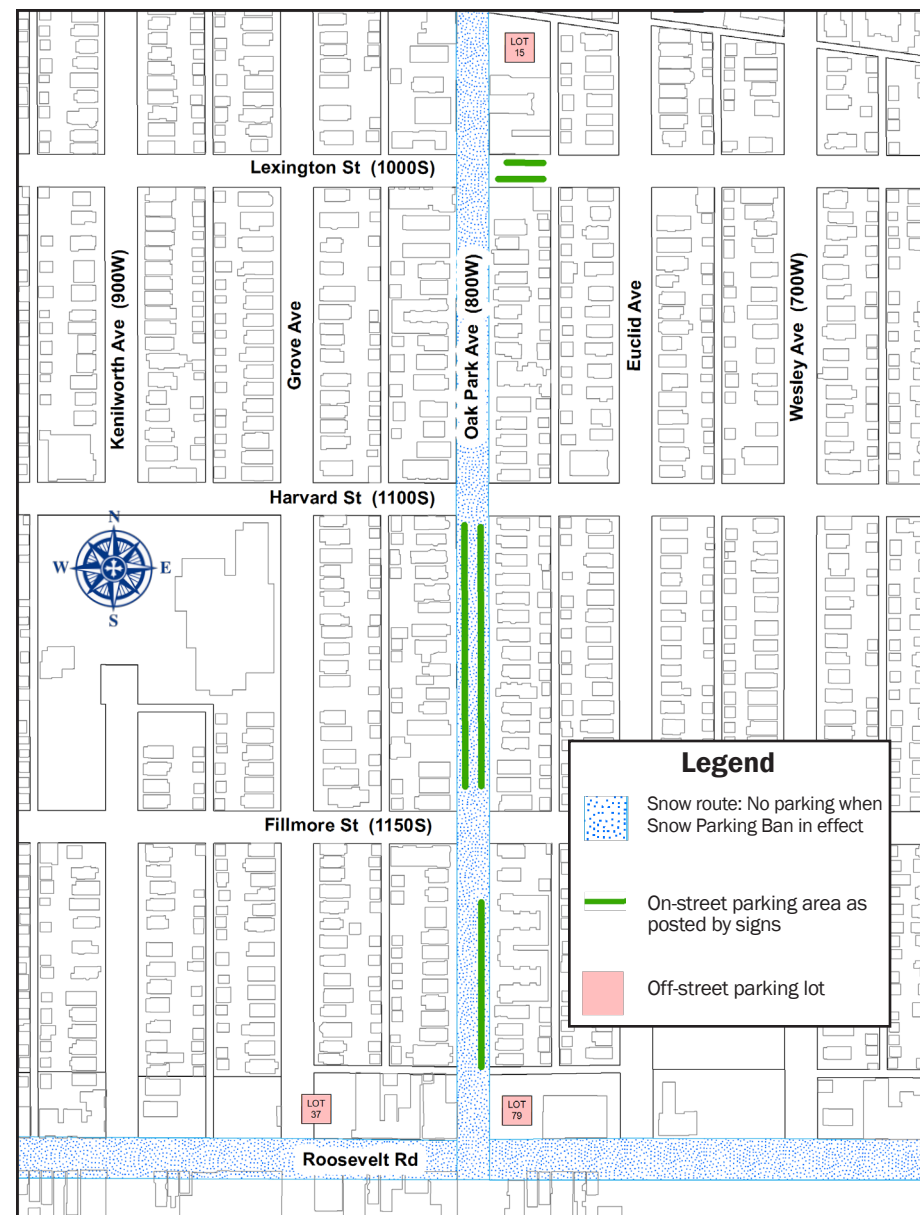 LOT
15
Lexington St (1000S)
Kenilworth Ave (900W)
Grove Ave
Oak Park Ave (800W)
Euclid Ave
Wesley Ave (700W)
Harvard St (1100S)
N
W E
S
Legend
Snow route: No parking when
Snow Parking Ban in effect
On-street parking area as
posted by signs
Off-street parking lot
Fillmore St (1150S)
LOT
37
LOT
79
Roosevelt Rd